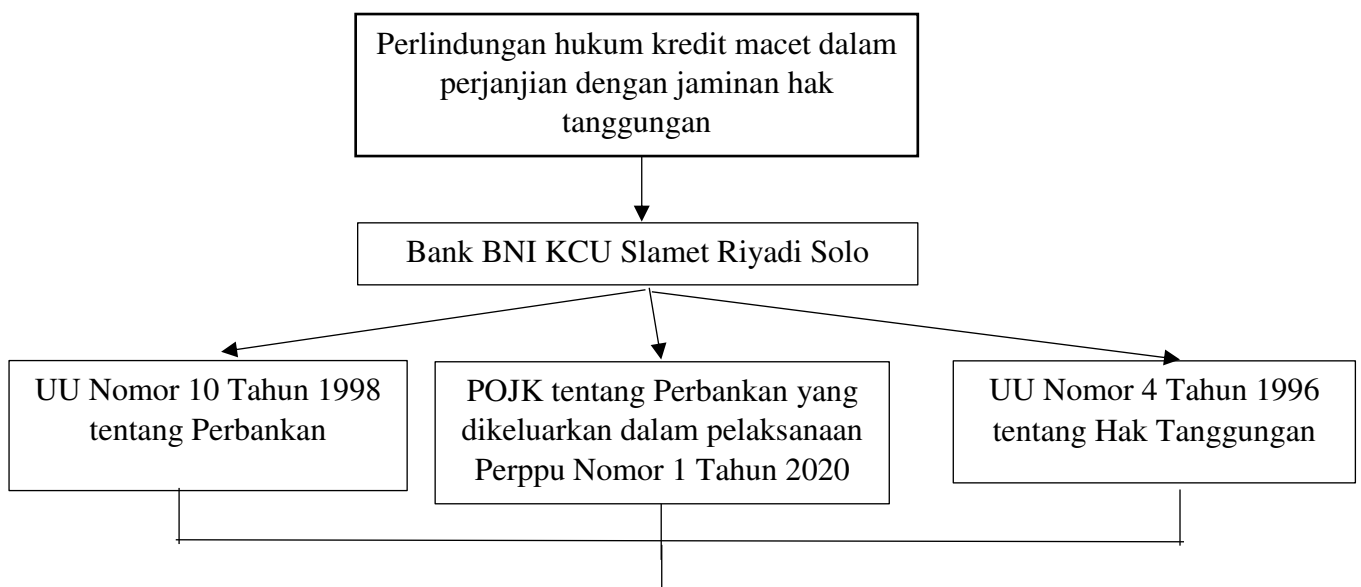 Perlindungan hukum kredit macet dalam
perjanjian dengan jaminan hak
tanggungan
Bank BNI KCU Slamet Riyadi Solo
UU Nomor 10 Tahun 1998
tentang Perbankan
POJK tentang Perbankan yang
dikeluarkan dalam pelaksanaan
Perppu Nomor 1 Tahun 2020
UU Nomor 4 Tahun 1996
tentang Hak Tanggungan